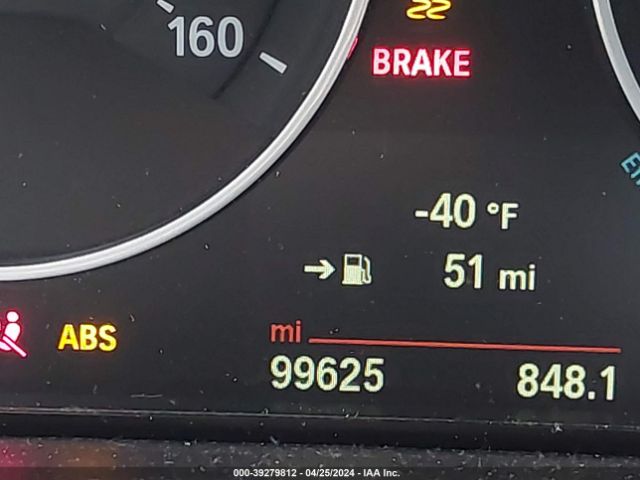 160
BRAKE
-40 °F
51 mi
ABS
mi
99625 848.1
000-39279812 - 04/25/2024 - IAA Inc.